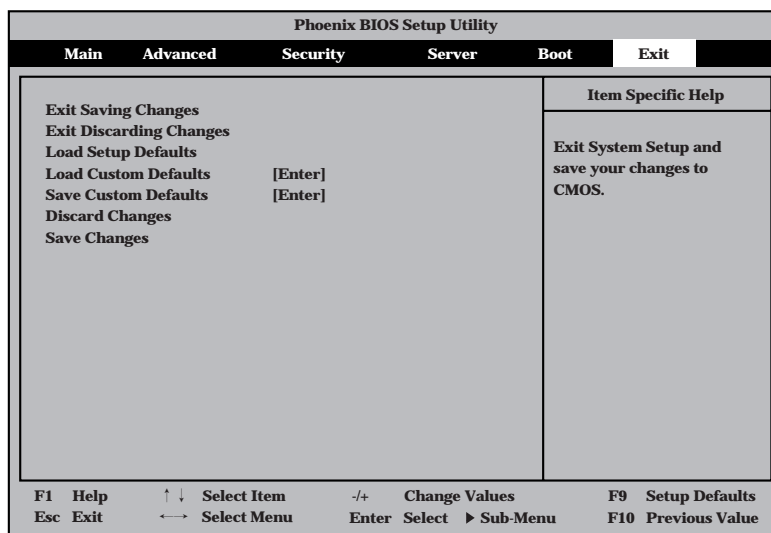 Phoenix BIOS Setup Utility
Main Advanced Security Server Boot Exit
Exit Saving Changes
Exit Discarding Changes
Load Setup Defaults
Load Custom Defaults [Enter]
Save Custom Defaults [Enter]
Discard Changes
Save Changes
Item Specific Help
Exit System Setup and
save your changes to
CMOS.
F1 Help ↑↓ Select Item -/+ Change Values F9 Setup Defaults
Esc Exit ←→ Select Menu Enter Select ▶ Sub-Menu F10 Previous Value